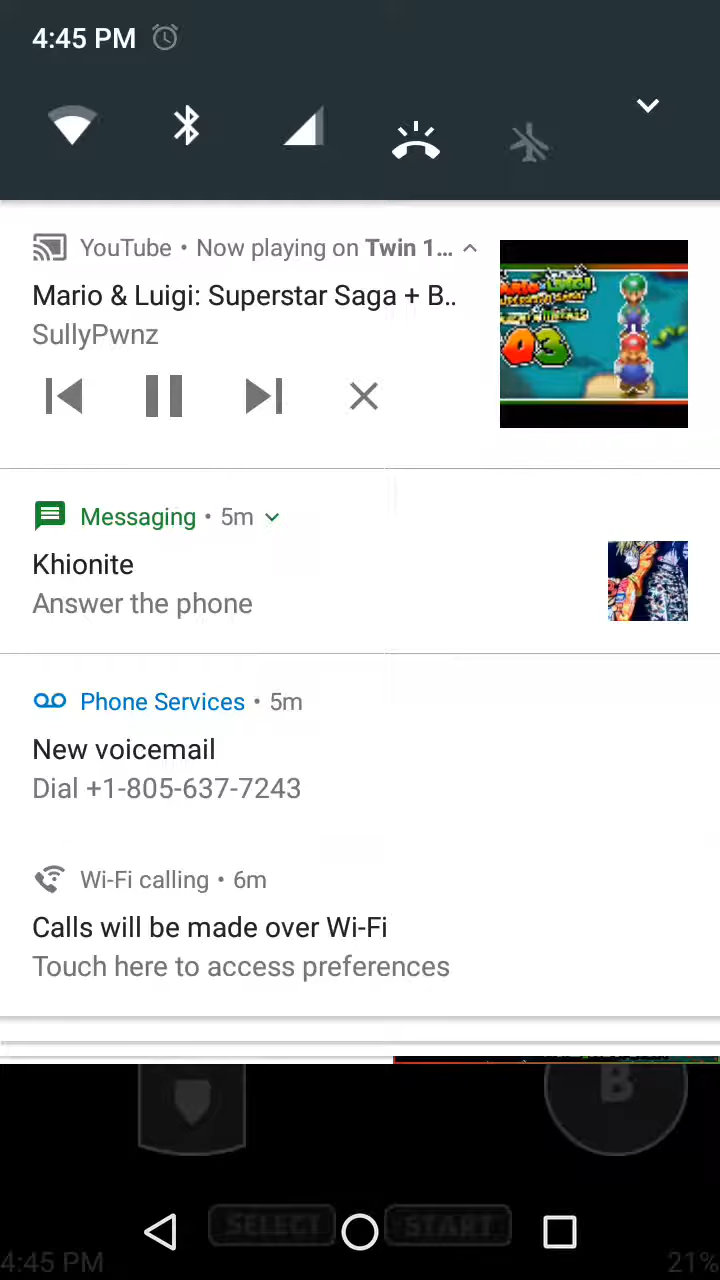 4:45 PM
YouTube • Now playing on Twin 1...
Mario & Luigi: Superstar Saga + B..
SullyPwnz
03
Messaging • 5m
Khionite
Answer the phone
Phone Services • 5m
New voicemail
Dial +1-805-637-7243
Wi-Fi calling • 6m
Calls will be made over Wi-Fi
Touch here to access preferences
B
SELECT START
4:45 PM 21%